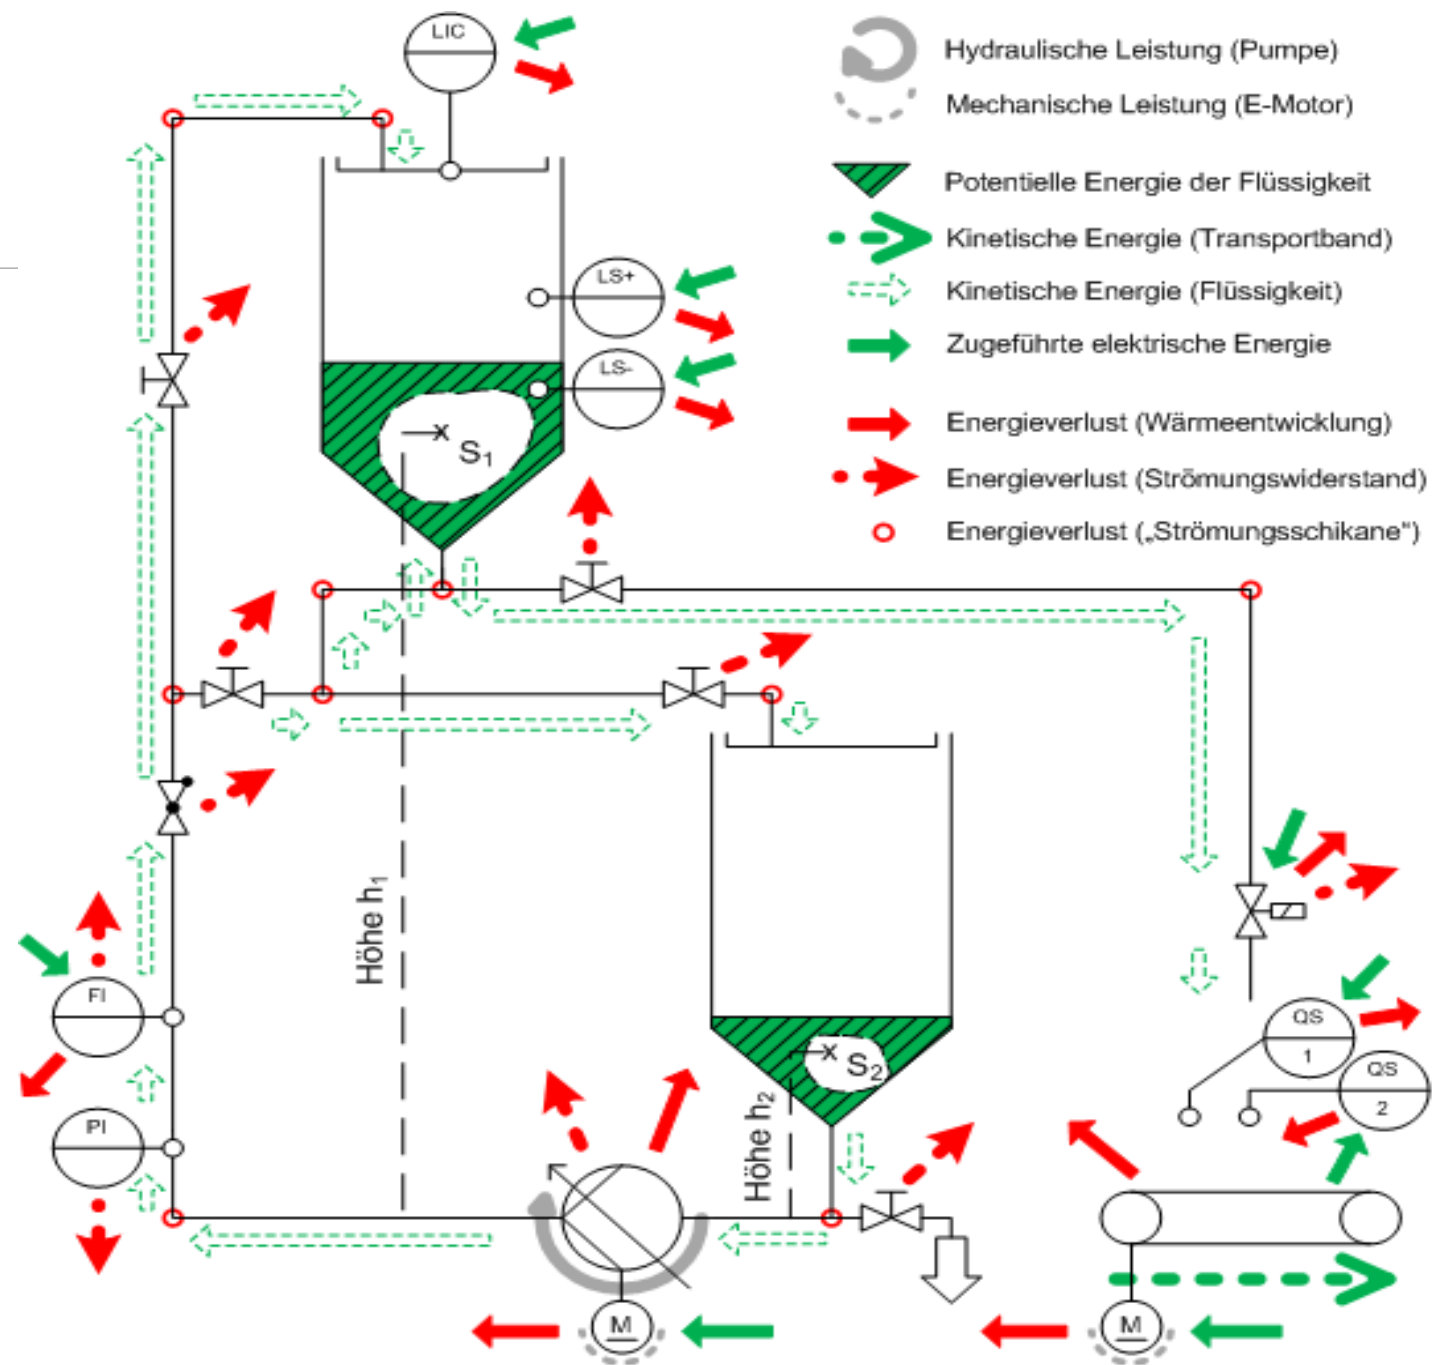 LIC
Hydraulische Leistung (Pumpe)
Mechanische Leistung (E-Motor)
Potentielle Energie der Flüssigkeit
Kinetische Energie (Transportband)
Kinetische Energie (Flüssigkeit)
Zugeführte elektrische Energie
Energieverlust (Wärmeentwicklung)
Energieverlust (Strömungswiderstand)
Energieverlust („Strömungsschikane“)
LS+
LS-
x
S1
Höhe h1
FI
PI
x
S2
Höhe h2
QS
1
QS
2
M
M